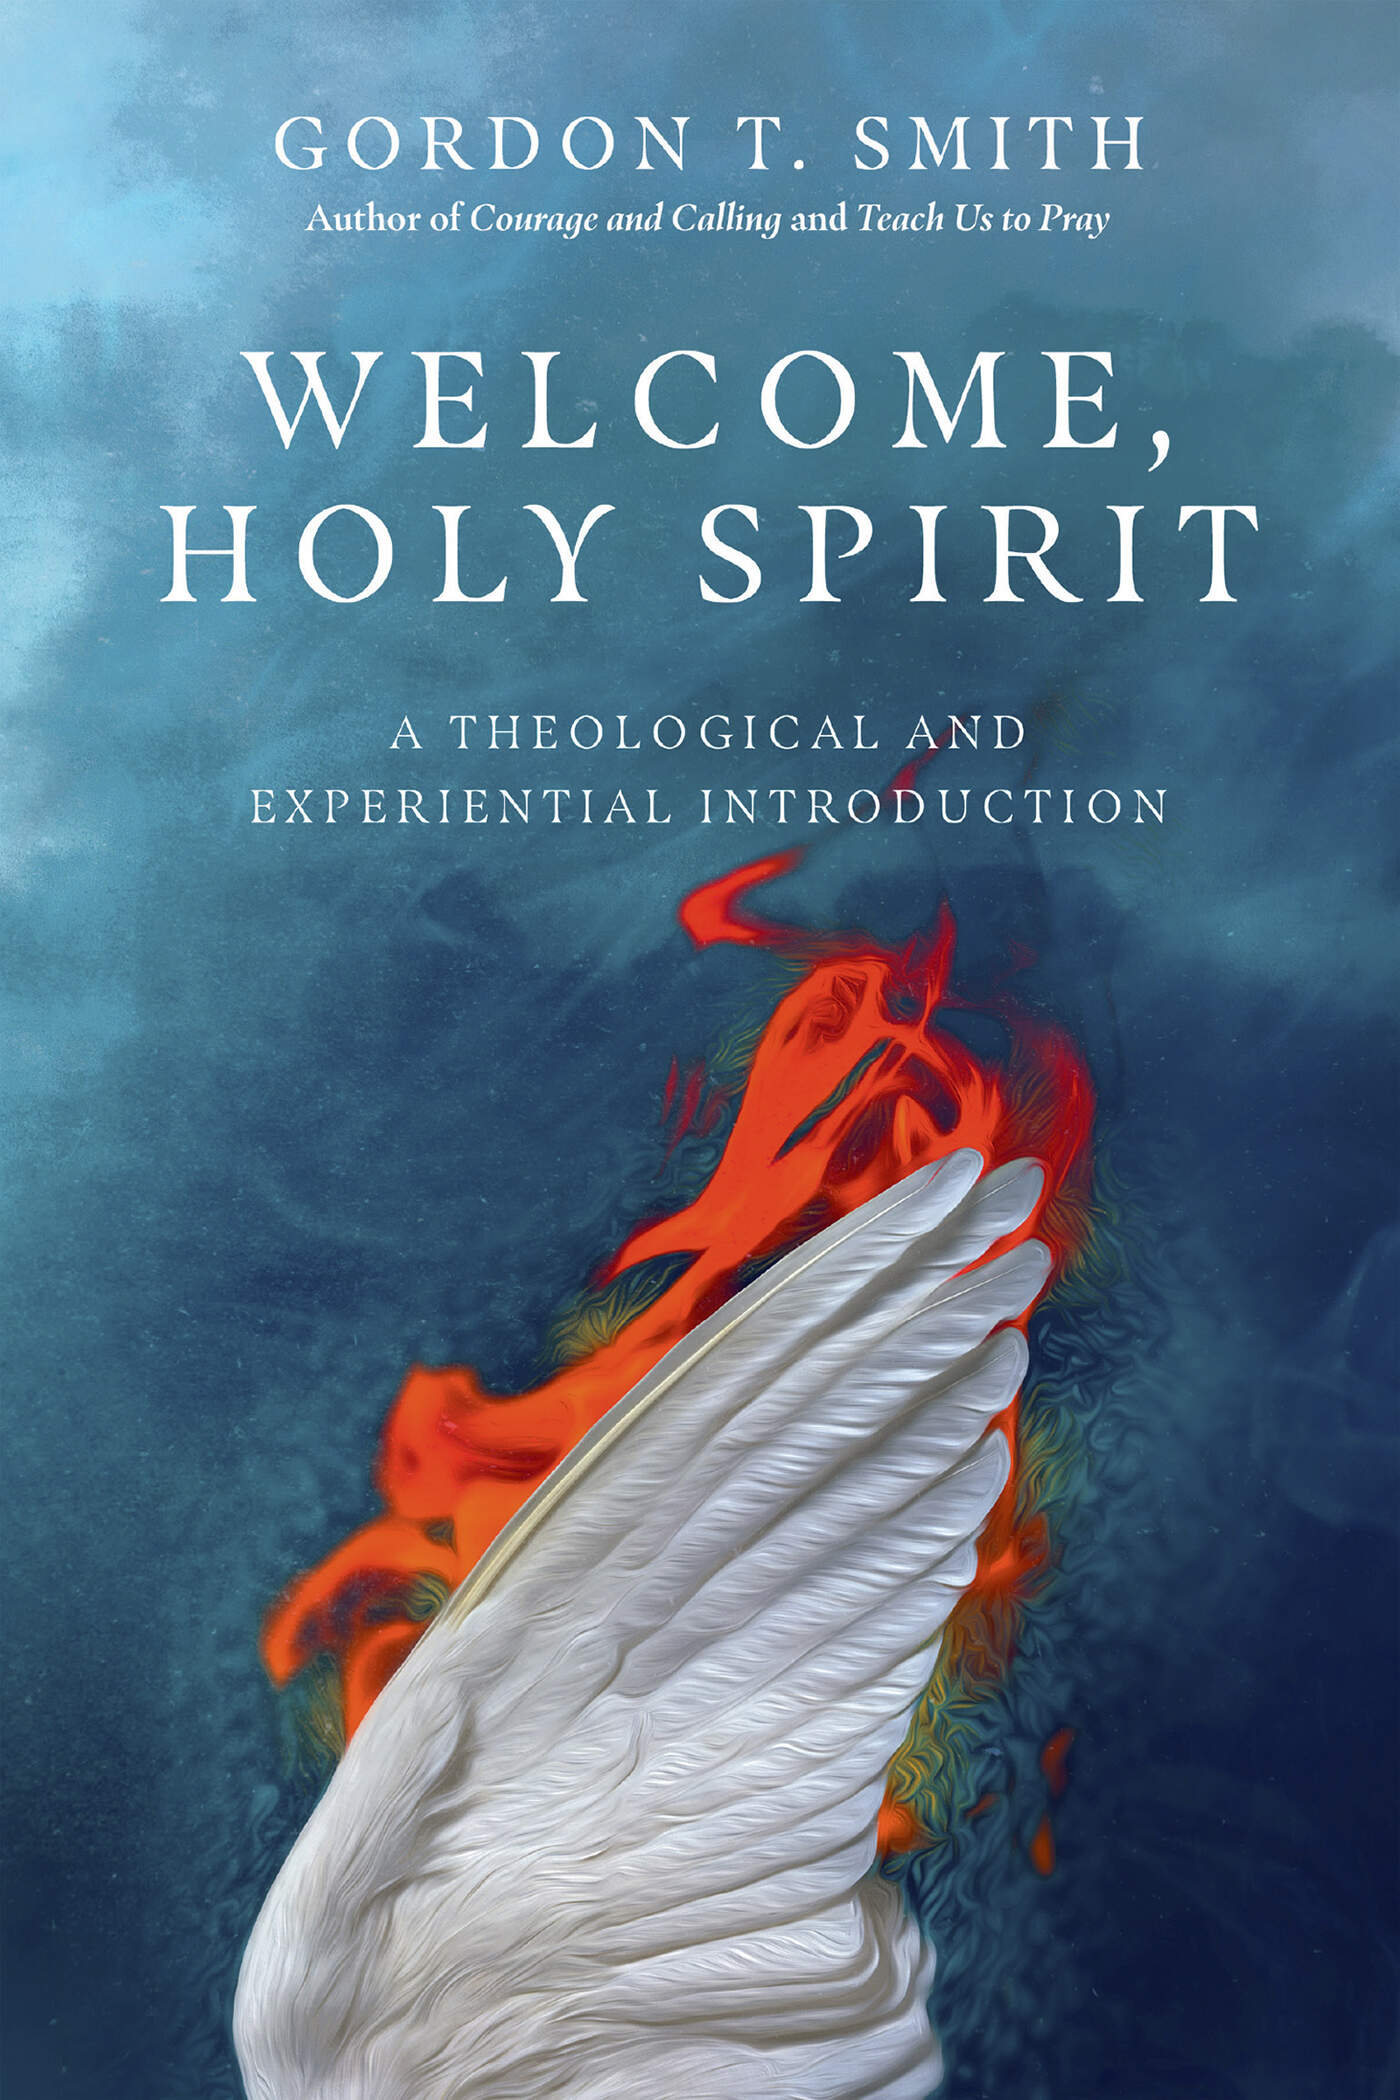 GORDON T. SMITH
Author of Courage and Calling and Teach Us to Pray
WELCOME,
HOLY SPIRIT
A THEOLOGICAL AND
EXPERIENTIAL INTRODUCTION